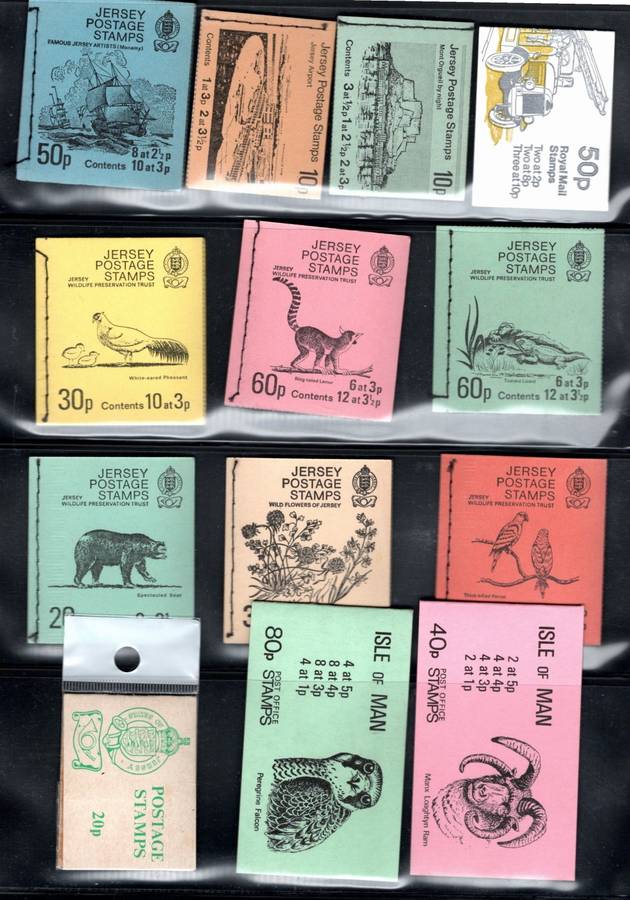 JERSEY
POSTAGE
STAMPS
FAMOUS JERSEY ARTISTS (Monamy)
50p
8 at 2½p
Contents 10 at 3p
Jersey Postage Stamps 10p
Jersey Airport
Contents 1 at 3p 2 at 3½p
Jersey Postage Stamps 10p
Mont Orgueil by night
Contents 3 at ½p 1 at 2½p 2 at 3p
50p
Royal Mail
Stamps
Two at 2p
Two at 8p
Three at 10p
JERSEY
POSTAGE
STAMPS
JERSEY
WILDLIFE PRESERVATION TRUST
White-eared Pheasant
30p Contents 10 at 3p
JERSEY
POSTAGE
STAMPS
JERSEY
WILDLIFE PRESERVATION TRUST
Ring-tailed Lemur
60p
6 at 3p
Contents 12 at 3½p
JERSEY
POSTAGE
STAMPS
JERSEY
WILDLIFE PRESERVATION TRUST
Lizard
60p
6 at 3p
Contents 12 at 3½p
JERSEY
POSTAGE
STAMPS
JERSEY
WILDLIFE PRESERVATION TRUST
Spectacled Bear
JERSEY
POSTAGE
STAMPS
WILD FLOWERS OF JERSEY
JERSEY
POSTAGE
STAMPS
JERSEY
WILDLIFE PRESERVATION TRUST
POSTAGE
STAMPS
20p
ISLE OF MAN
4 at 5p
8 at 4p
8 at 3p
4 at 1p
80p POST OFFICE
STAMPS
Peregrine Falcon
ISLE OF MAN
2 at 5p
4 at 4p
4 at 3p
2 at 1p
40p POST OFFICE
STAMPS
Manx Loaghtyn Ram